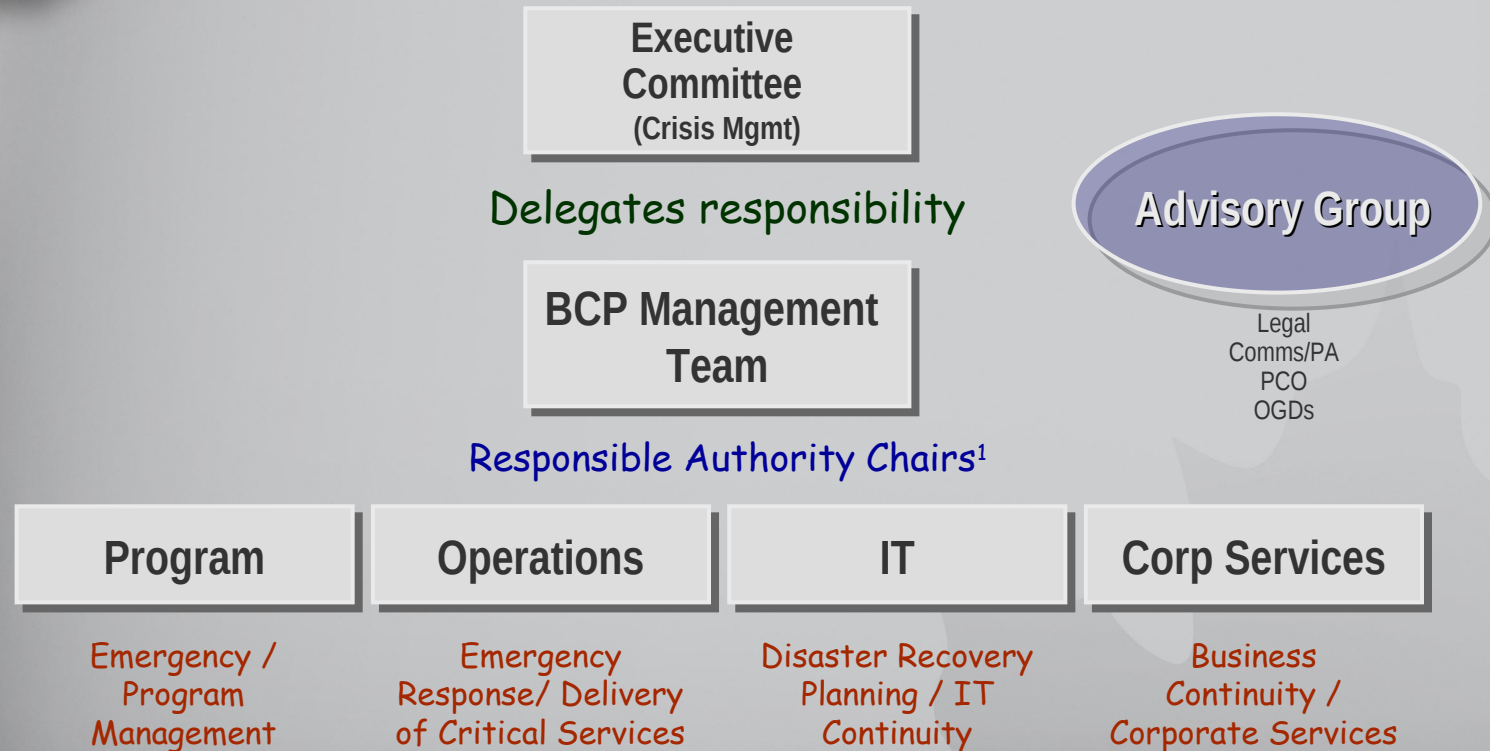 Executive
Committee
(Crisis Mgmt)
Delegates responsibility
Advisory Group
Legal
Comms/PA
PCO
OGDs
BCP Management
Team
Responsible Authority Chairs¹
Program
Operations
IT
Corp Services
Emergency /
Program
Management
Emergency
Response/ Delivery
of Critical Services
Disaster Recovery
Planning / IT
Continuity
Business
Continuity /
Corporate Services